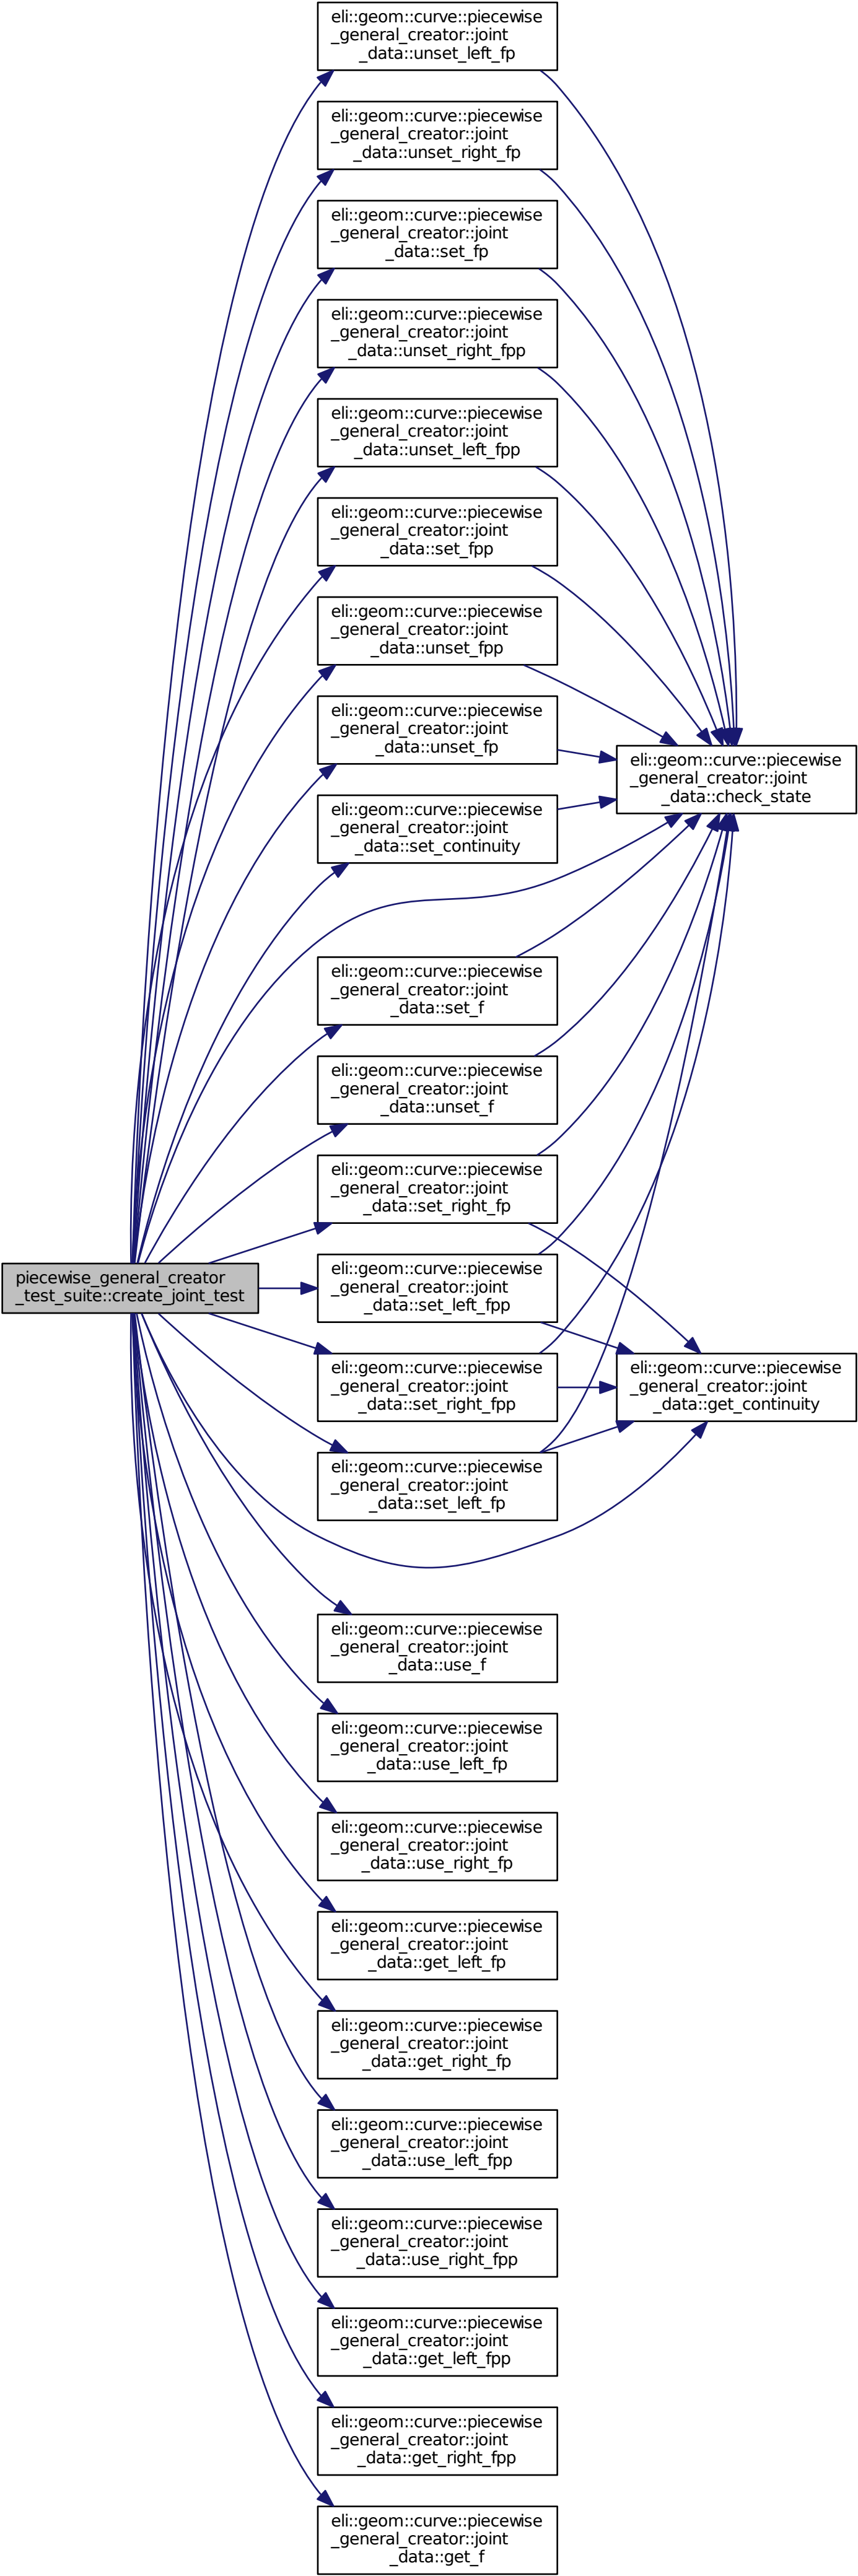 eli::geom::curve::piecewise
_general_creator::joint
_data::unset_left_fp
eli::geom::curve::piecewise
_general_creator::joint
_data::unset_right_fp
eli::geom::curve::piecewise
_general_creator::joint
_data::set_fp
eli::geom::curve::piecewise
_general_creator::joint
_data::unset_right_fpp
eli::geom::curve::piecewise
_general_creator::joint
_data::unset_left_fpp
eli::geom::curve::piecewise
_general_creator::joint
_data::set_fpp
eli::geom::curve::piecewise
_general_creator::joint
_data::unset_fpp
eli::geom::curve::piecewise
_general_creator::joint
_data::unset_fp
eli::geom::curve::piecewise
_general_creator::joint
_data::check_state
eli::geom::curve::piecewise
_general_creator::joint
_data::set_continuity
eli::geom::curve::piecewise
_general_creator::joint
_data::set_f
eli::geom::curve::piecewise
_general_creator::joint
_data::unset_f
eli::geom::curve::piecewise
_general_creator::joint
_data::set_right_fp
piecewise_general_creator
_test_suite::create_joint_test
eli::geom::curve::piecewise
_general_creator::joint
_data::set_left_fpp
eli::geom::curve::piecewise
_general_creator::joint
_data::set_right_fpp
eli::geom::curve::piecewise
_general_creator::joint
_data::get_continuity
eli::geom::curve::piecewise
_general_creator::joint
_data::set_left_fp
eli::geom::curve::piecewise
_general_creator::joint
_data::use_f
eli::geom::curve::piecewise
_general_creator::joint
_data::use_left_fp
eli::geom::curve::piecewise
_general_creator::joint
_data::use_right_fp
eli::geom::curve::piecewise
_general_creator::joint
_data::get_left_fp
eli::geom::curve::piecewise
_general_creator::joint
_data::get_right_fp
eli::geom::curve::piecewise
_general_creator::joint
_data::use_left_fpp
eli::geom::curve::piecewise
_general_creator::joint
_data::use_right_fpp
eli::geom::curve::piecewise
_general_creator::joint
_data::get_left_fpp
eli::geom::curve::piecewise
_general_creator::joint
_data::get_right_fpp
eli::geom::curve::piecewise
_general_creator::joint
_data::get_f